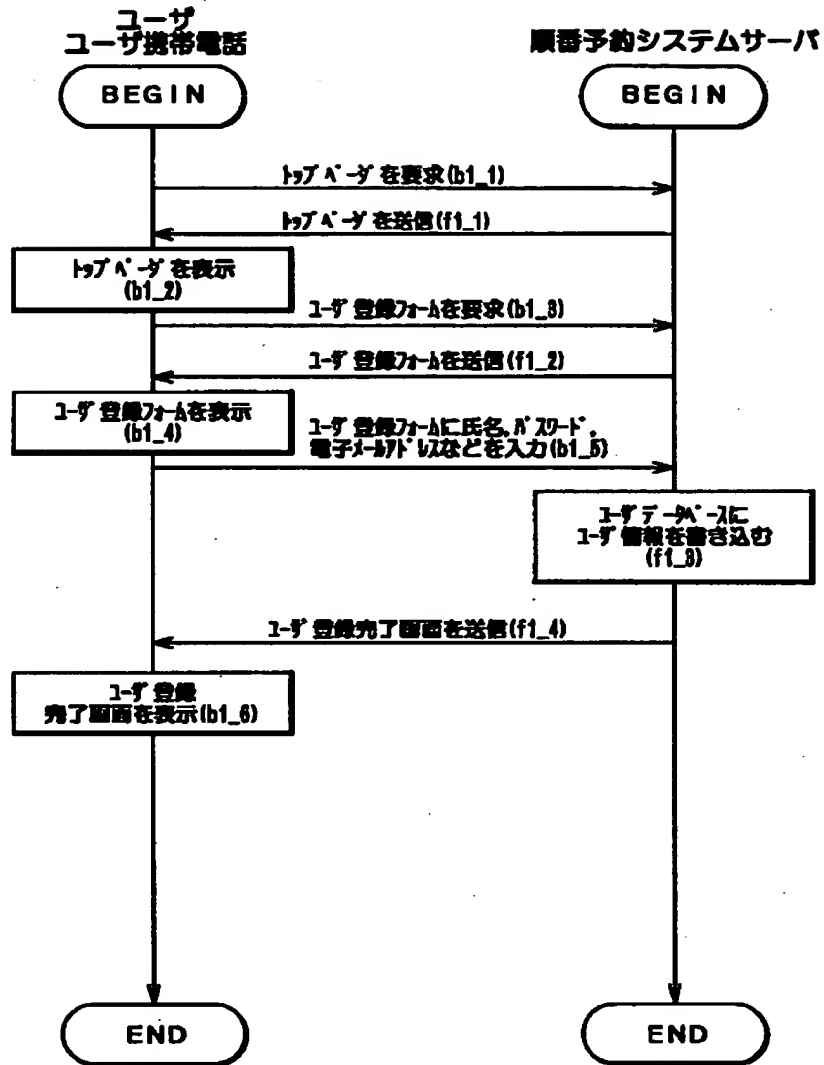 ユーザ
ユーザ携帯電話
順番予約システムサーバ
BEGIN
BEGIN
トップページを要求(b1_1)
トップページを送信(f1_1)
トップページを表示
(b1_2)
ユーザ登録フォームを要求(b1_3)
ユーザ登録フォームを送信(f1_2)
ユーザ登録フォームを表示
(b1_4)
ユーザ登録フォームに氏名,パスワード,
電子メールアドレスなどを入力(b1_5)
ユーザデータベースに
ユーザ情報を書き込む
(f1_3)
ユーザ登録完了画面を送信(f1_4)
ユーザ登録
完了画面を表示(b1_6)
END
END